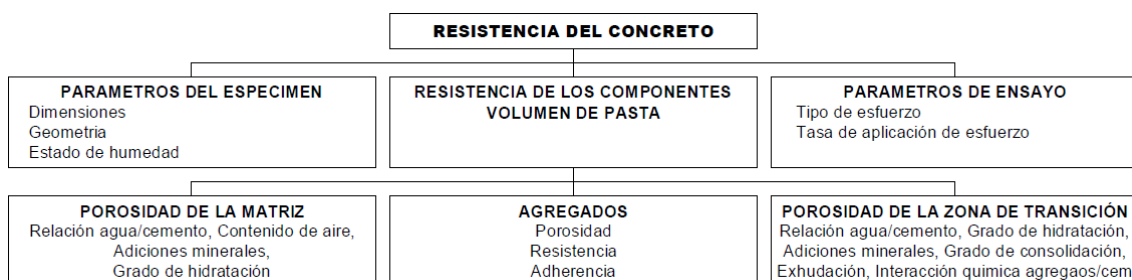 RESISTENCIA DEL CONCRETO
PARAMETROS DEL ESPECIMEN
Dimensiones
Geometria
Estado de humedad
RESISTENCIA DE LOS COMPONENTES
VOLUMEN DE PASTA
PARAMETROS DE ENSAYO
Tipo de esfuerzo
Tasa de aplicación de esfuerzo
POROSIDAD DE LA MATRIZ
Relación agua/cemento, Contenido de aire,
Adiciones minerales,
Grado de hidratación
AGREGADOS
Porosidad
Resistencia
Adherencia
POROSIDAD DE LA ZONA DE TRANSICIÓN
Relación agua/cemento, Grado de hidratación,
Adiciones minerales, Grado de consolidación,
Exhudación, Interacción quimica agregaos/cem